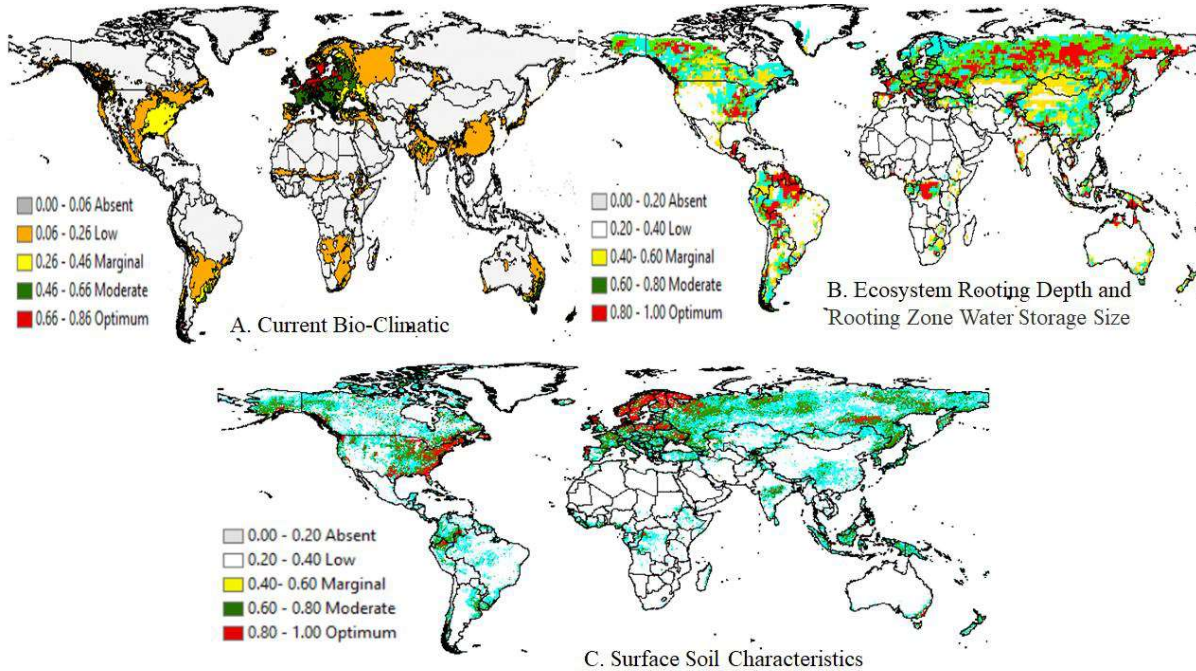 0.00 - 0.06 Absent
0.06 - 0.26 Low
0.26 - 0.46 Marginal
0.46 - 0.66 Moderate
0.66 - 0.86 Optimum
A. Current Bio-Climatic
0.00 - 0.20 Absent
0.20 - 0.40 Low
0.40 - 0.60 Marginal
0.60 - 0.80 Moderate
0.80 - 1.00 Optimum
B. Ecosystem Rooting Depth and
Rooting Zone Water Storage Size
0.00 - 0.20 Absent
0.20 - 0.40 Low
0.40- 0.60 Marginal
0.60 - 0.80 Moderate
0.80 - 1.00 Optimum
C. Surface Soil Characteristics